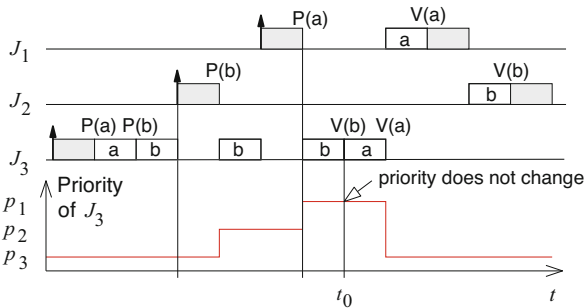 P(a) V(a)
J1 a
P(b) V(b)
J2 b
P(a) P(b) V(b) V(a)
J3 a b b b a
Priority of J3
priority does not change
p1
p2
p3
t0 t